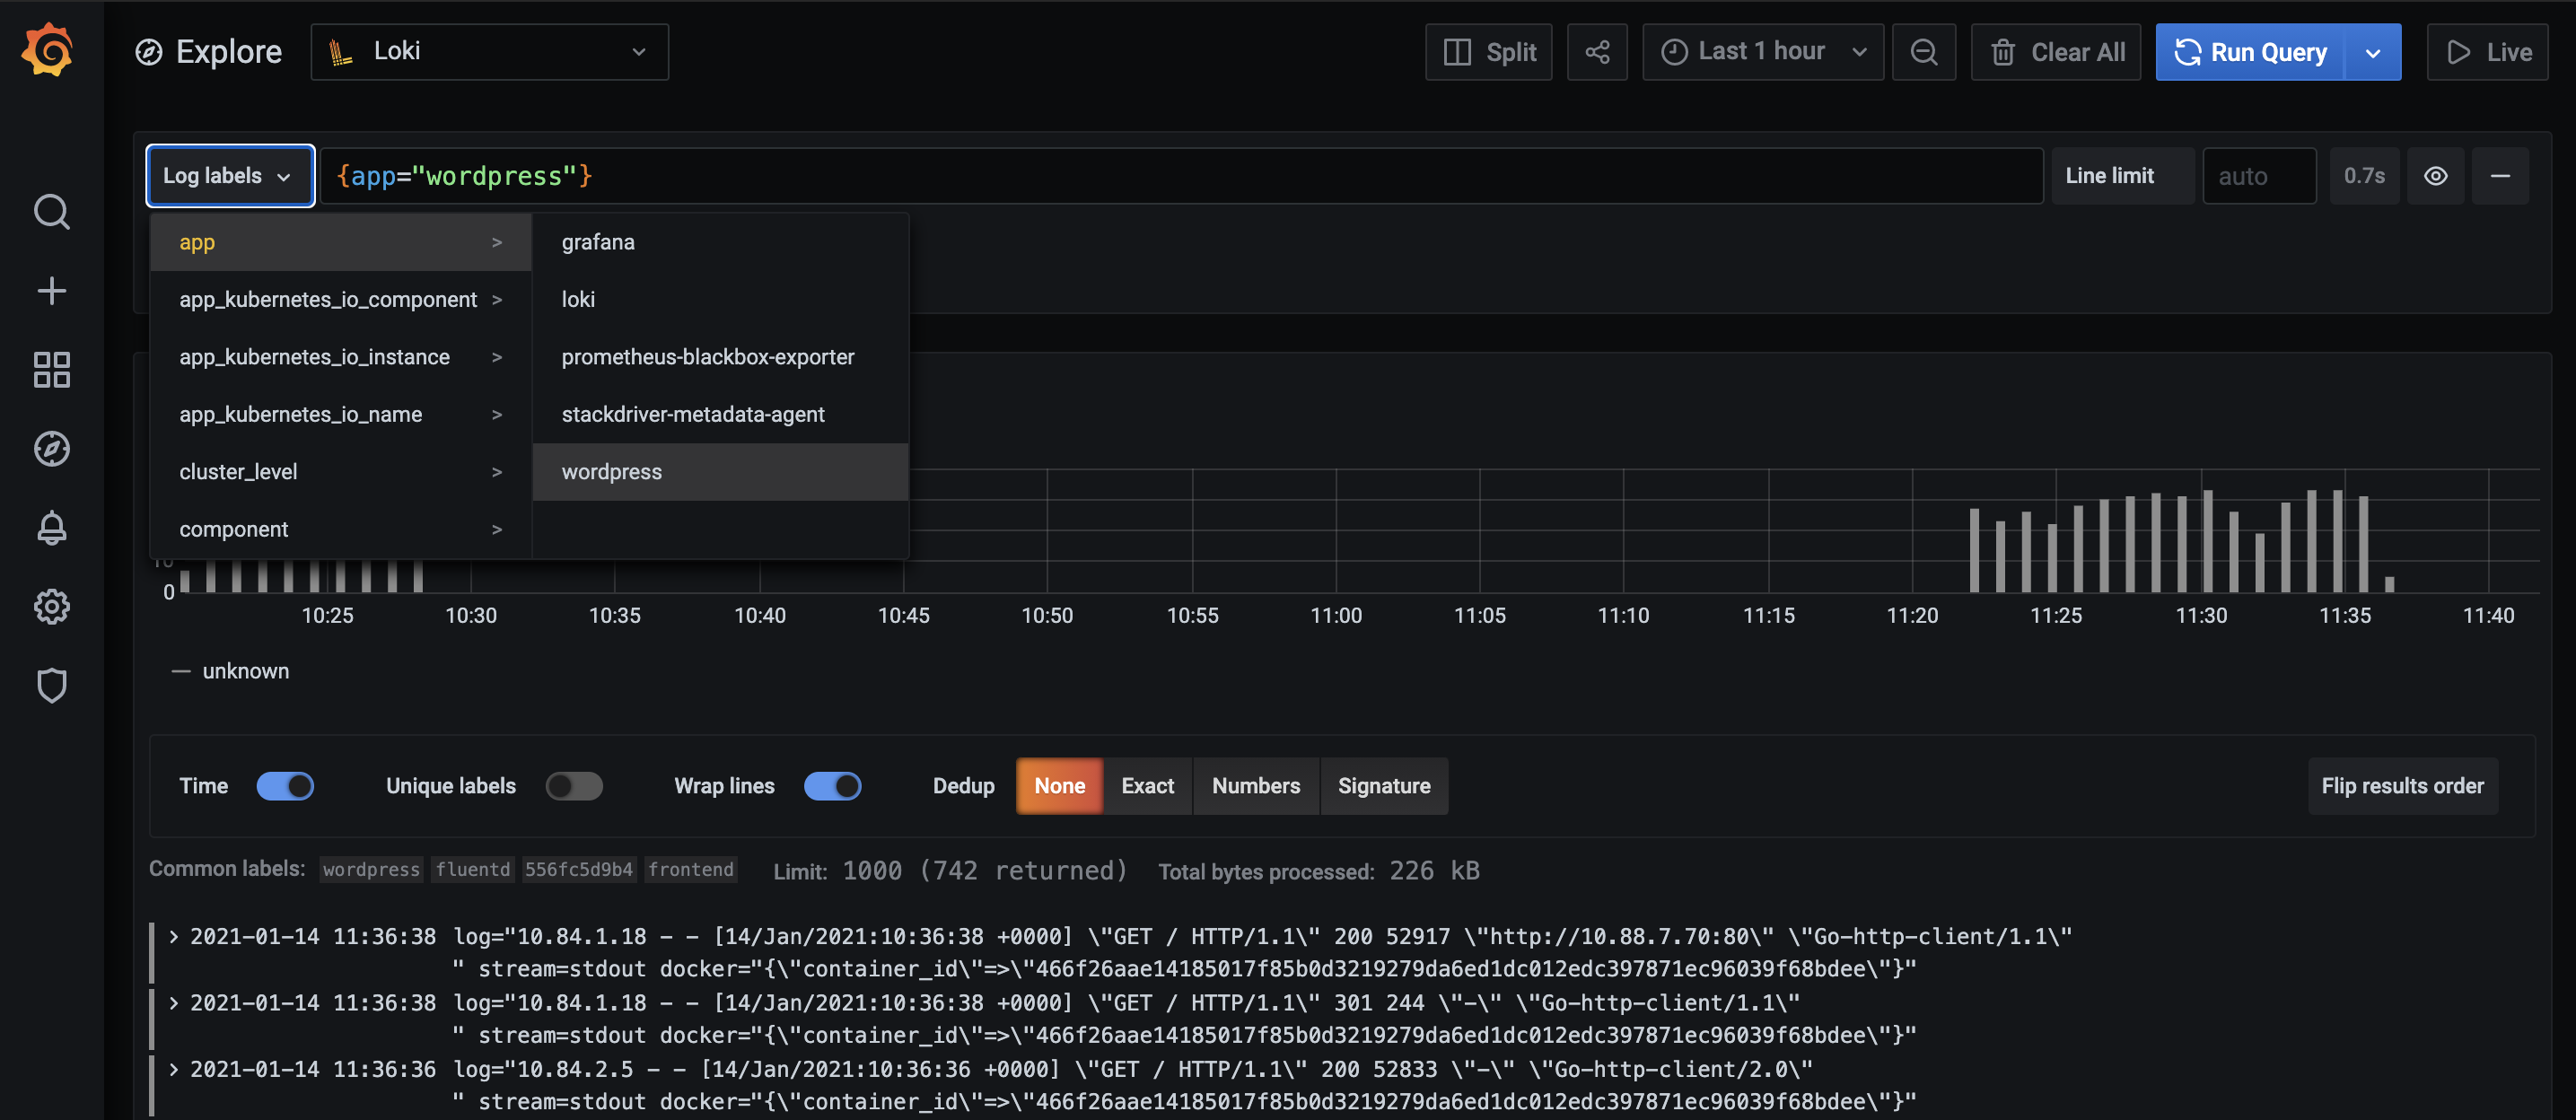 Explore Loki Split Last 1 hour Clear All Run Query Live
Log labels {app="wordpress"} Line limit auto 0.7s
app > grafana
app_kubernetes_io_component > loki
app_kubernetes_io_instance > prometheus-blackbox-exporter
app_kubernetes_io_name > stackdriver-metadata-agent
cluster_level > wordpress
component >
0
10:25 10:30 10:35 10:40 10:45 10:50 10:55 11:00 11:05 11:10 11:15 11:20 11:25 11:30 11:35 11:40
unknown
Time Unique labels Wrap lines Dedup None Exact Numbers Signature Flip results order
Common labels: wordpress fluentd 556fc5d9b4 frontend Limit: 1000 (742 returned) Total bytes processed: 226 kB
> 2021-01-14 11:36:38 log="10.84.1.18 - - [14/Jan/2021:10:36:38 +0000] \"GET / HTTP/1.1\" 200 52917 \"http://10.88.7.70:80\" \"Go-http-client/1.1\"
" stream=stdout docker="{\"container_id\"=>\"466f26aae14185017f85b0d3219279da6ed1dc012edc397871ec96039f68bdee\"}"
> 2021-01-14 11:36:38 log="10.84.1.18 - - [14/Jan/2021:10:36:38 +0000] \"GET / HTTP/1.1\" 301 244 \"-\" \"Go-http-client/1.1\"
" stream=stdout docker="{\"container_id\"=>\"466f26aae14185017f85b0d3219279da6ed1dc012edc397871ec96039f68bdee\"}"
> 2021-01-14 11:36:36 log="10.84.2.5 - - [14/Jan/2021:10:36:36 +0000] \"GET / HTTP/1.1\" 200 52833 \"-\" \"Go-http-client/2.0\"
" stream=stdout docker="{\"container_id\"=>\"466f26aae14185017f85b0d3219279da6ed1dc012edc397871ec96039f68bdee\"}"